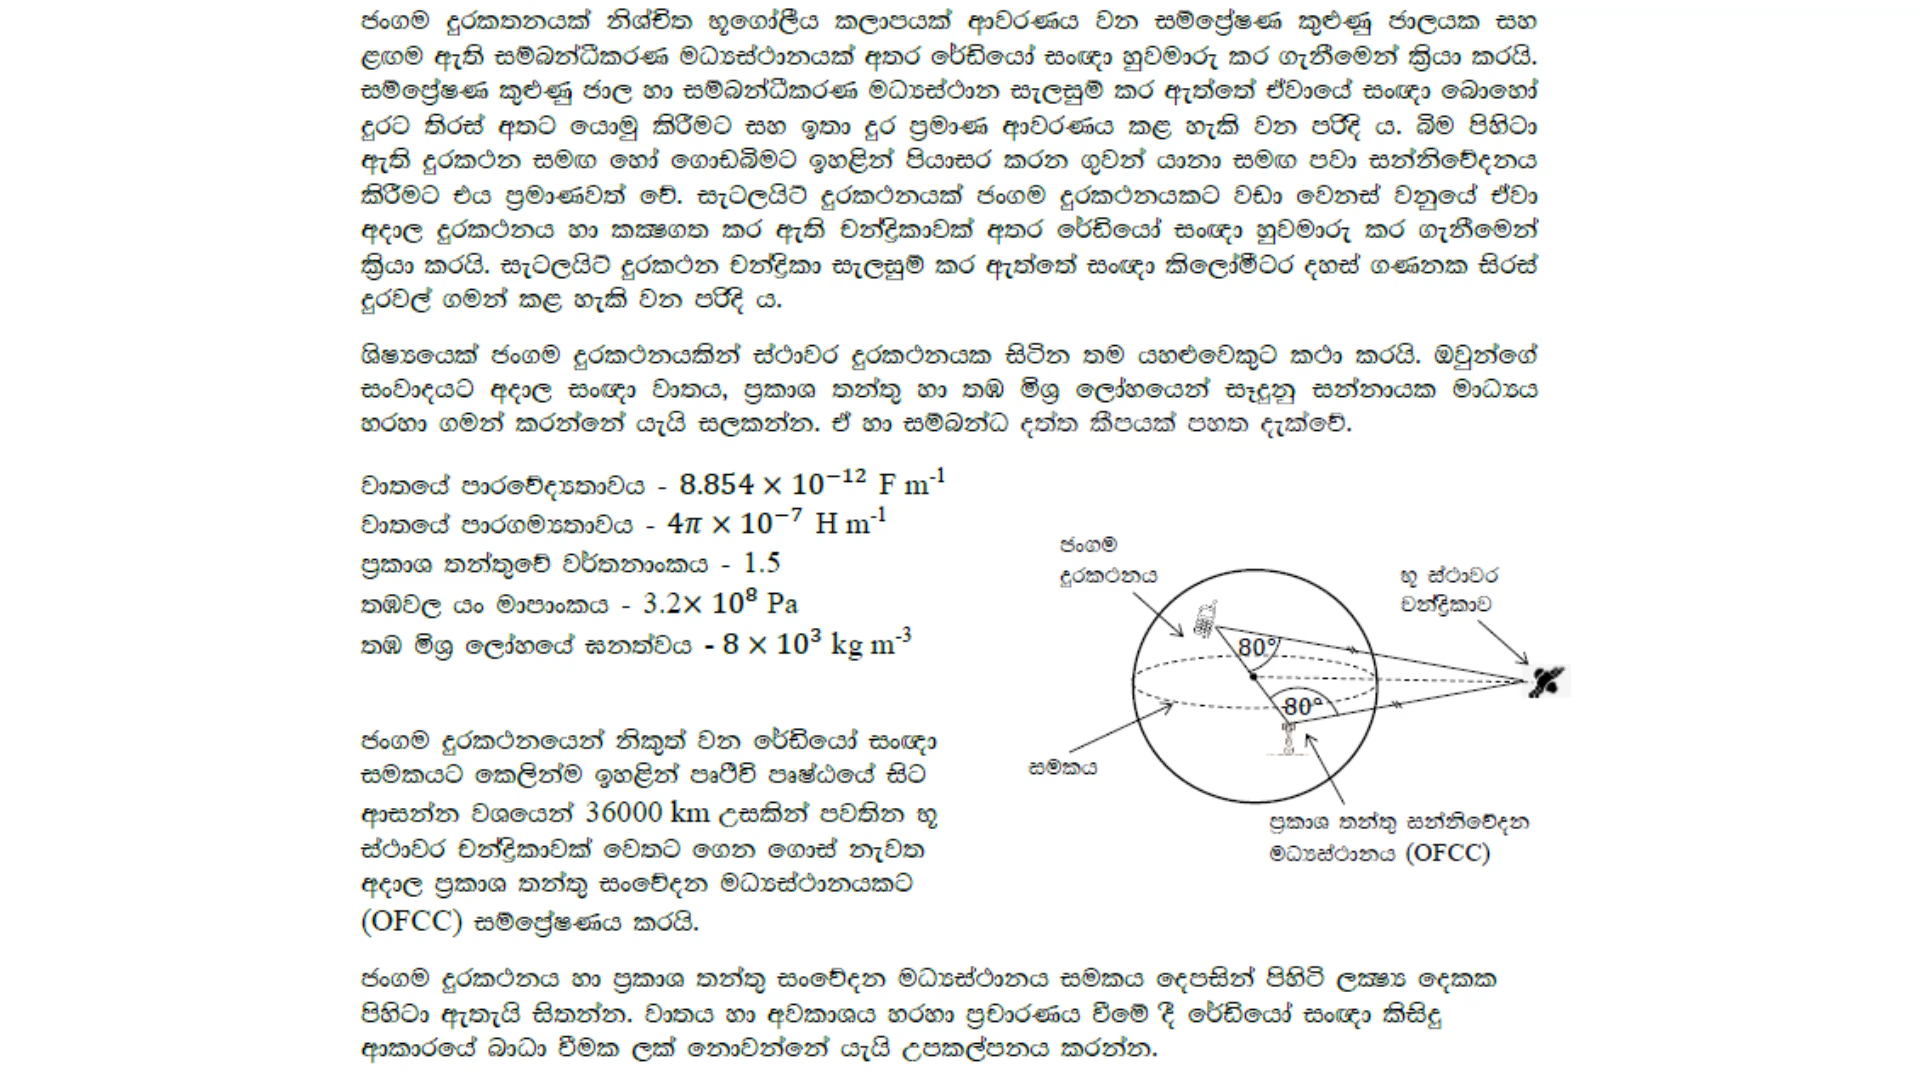 ජංගම දුරකතනයක් නිශ්චිත භූගෝලීය කලාපයක් ආවරණය වන සම්ප්‍රේෂණ කුළුණු ජාලයක සහ
ළඟම ඇති සම්බන්ධීකරණ මධ්‍යස්ථානයක් අතර රේඩියෝ සංඥා හුවමාරු කර ගැනීමෙන් ක්‍රියා කරයි.
සම්ප්‍රේෂණ කුළුණු ජාල හා සම්බන්ධීකරණ මධ්‍යස්ථාන සැලසුම් කර ඇත්තේ ඒවායේ සංඥා බොහෝ
දුරට තිරස් අතට යොමු කිරීමට සහ ඉතා දුර ප්‍රමාණ ආවරණය කළ හැකි වන පරිදි ය. බිම පිහිටා
ඇති දුරකථන සමඟ හෝ ගොඩබිමට ඉහළින් පියාසර කරන ගුවන් යානා සමඟ පවා සන්නිවේදනය
කිරීමට එය ප්‍රමාණවත් වේ. සැටලයිට් දුරකථනයක් ජංගම දුරකථනයකට වඩා වෙනස් වනුයේ ඒවා
අදාල දුරකථනය හා කක්‍ෂගත කර ඇති චන්ද්‍රිකාවක් අතර රේඩියෝ සංඥා හුවමාරු කර ගැනීමෙන්
ක්‍රියා කරයි. සැටලයිට් දුරකථන චන්ද්‍රිකා සැලසුම් කර ඇත්තේ සංඥා කිලෝමීටර දහස් ගණනක සිරස්
දුරවල් ගමන් කළ හැකි වන පරිදි ය.
ශිෂ්‍යයෙක් ජංගම දුරකථනයකින් ස්ථාවර දුරකථනයක සිටින තම යහළුවෙකුට කථා කරයි. ඔවුන්ගේ
සංවාදයට අදාල සංඥා වාතය, ප්‍රකාශ තන්තු හා තඹ මිශ්‍ර ලෝහයෙන් සෑදුනු සන්නායක මාධ්‍යය
හරහා ගමන් කරන්නේ යැයි සලකන්න. ඒ හා සම්බන්ධ දත්ත කීපයක් පහත දැක්වේ.
වාතයේ පාරවේද්‍යතාවය - 8.854 × 10⁻¹² F m⁻¹
වාතයේ පාරගම්‍යතාවය - 4π × 10⁻⁷ H m⁻¹
ප්‍රකාශ තන්තුවේ වර්තනාංකය - 1.5
තඹවල යං මාපාංකය - 3.2× 10⁸ Pa
තඹ මිශ්‍ර ලෝහයේ ඝනත්වය - 8 × 10³ kg m⁻³
ජංගම
දුරකථනය
භූ ස්ථාවර
චන්ද්‍රිකාව
80°
80°
සමකය
ප්‍රකාශ තන්තු සන්නිවේදන
මධ්‍යස්ථානය (OFCC)
ජංගම දුරකථනයෙන් නිකුත් වන රේඩියෝ සංඥා
සමකයට කෙලින්ම ඉහළින් පෘථිවි පෘෂ්ඨයේ සිට
ආසන්න වශයෙන් 36000 km උසකින් පවතින භූ
ස්ථාවර චන්ද්‍රිකාවක් වෙතට ගෙන ගොස් නැවත
අදාල ප්‍රකාශ තන්තු සංවේදන මධ්‍යස්ථානයකට
(OFCC) සම්ප්‍රේෂණය කරයි.
ජංගම දුරකථනය හා ප්‍රකාශ තන්තු සංවේදන මධ්‍යස්ථානය සමකය දෙපසින් පිහිටි ලක්‍ෂ්‍ය දෙකක
පිහිටා ඇතැයි සිතන්න. වාතය හා අවකාශය හරහා ප්‍රචාරණය වීමේ දී රේඩියෝ සංඥා කිසිදු
ආකාරයේ බාධා වීමක ලක් නොවන්නේ යැයි උපකල්පනය කරන්න.